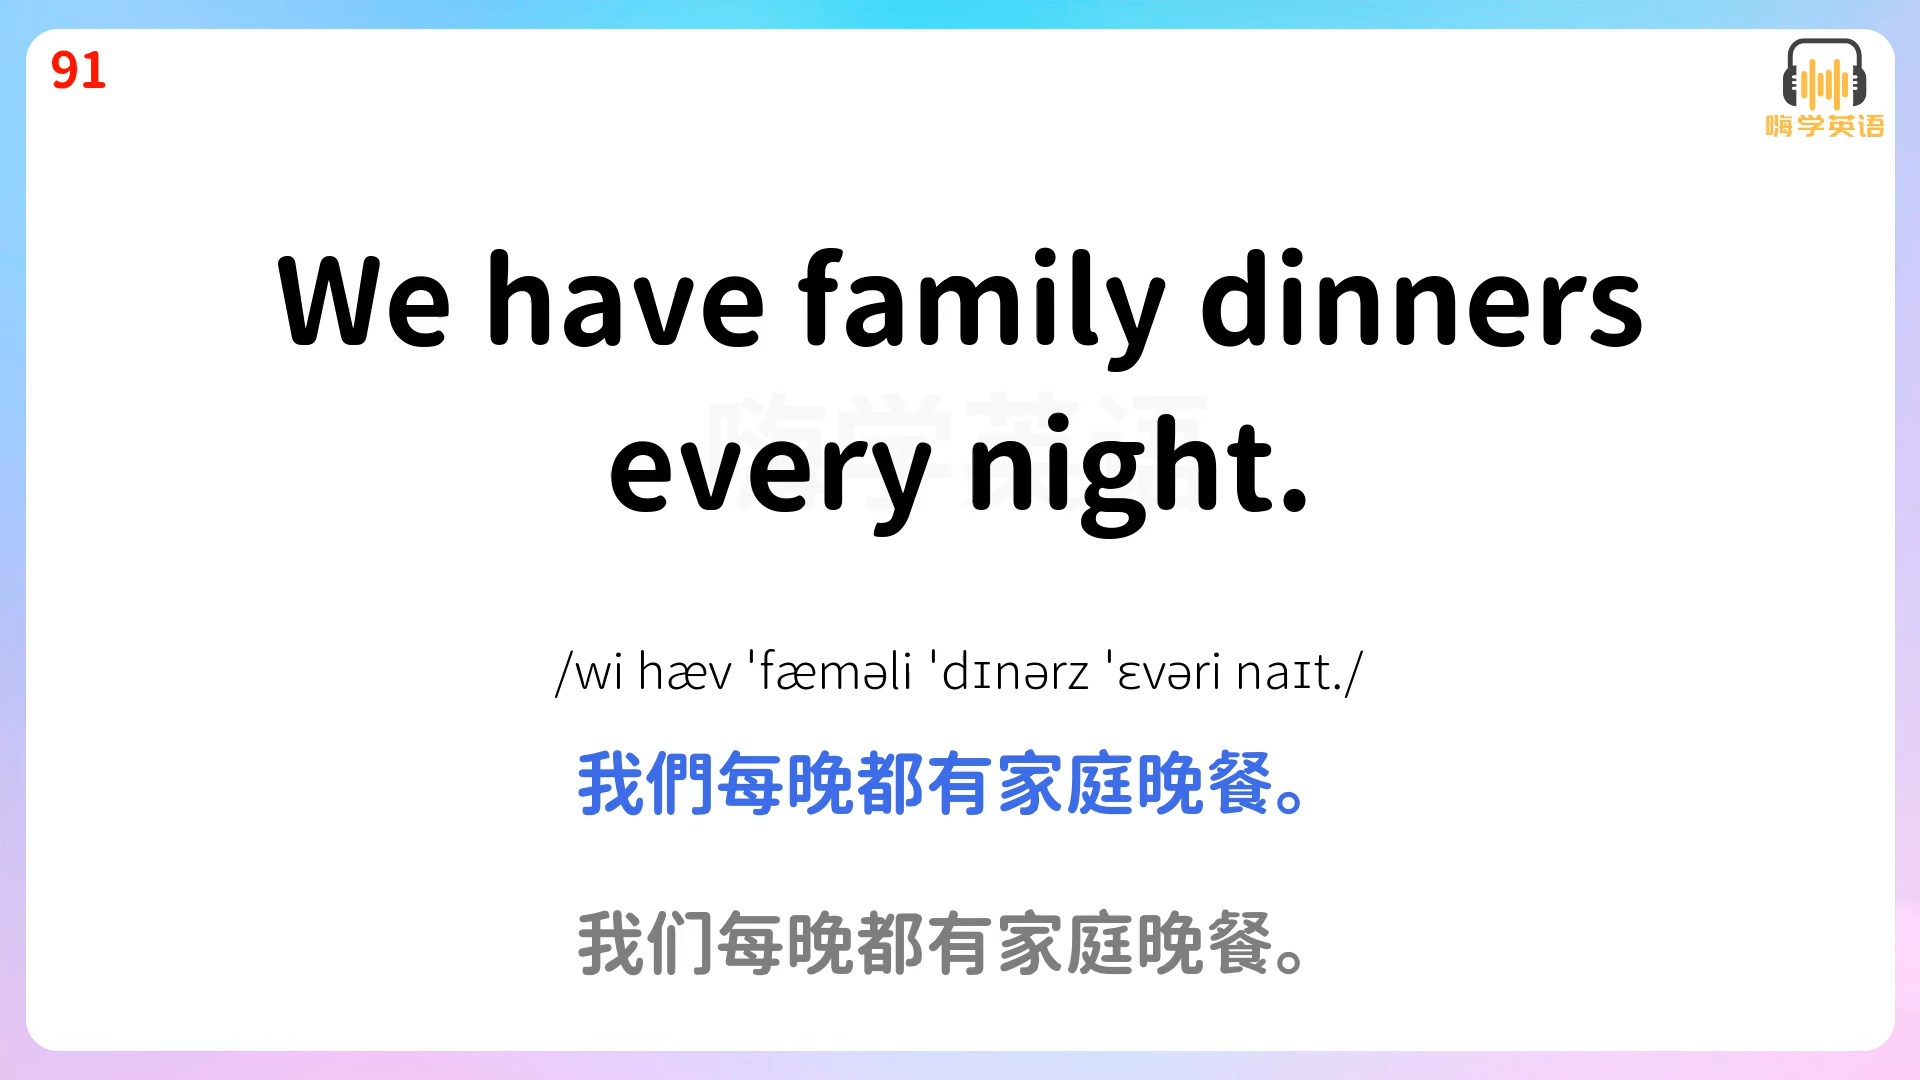 91
嗨学英语
We have family dinners
every night.
/wi hæv ˈfæməli ˈdɪnərz ˈɛvəri naɪt./
我們每晚都有家庭晚餐。
我们每晚都有家庭晚餐。